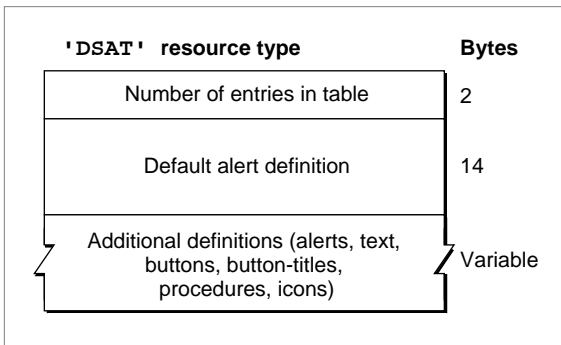 'DSAT' resource type Bytes
Number of entries in table 2
Default alert definition 14
Additional definitions (alerts, text,
buttons, button-titles, Variable
procedures, icons)